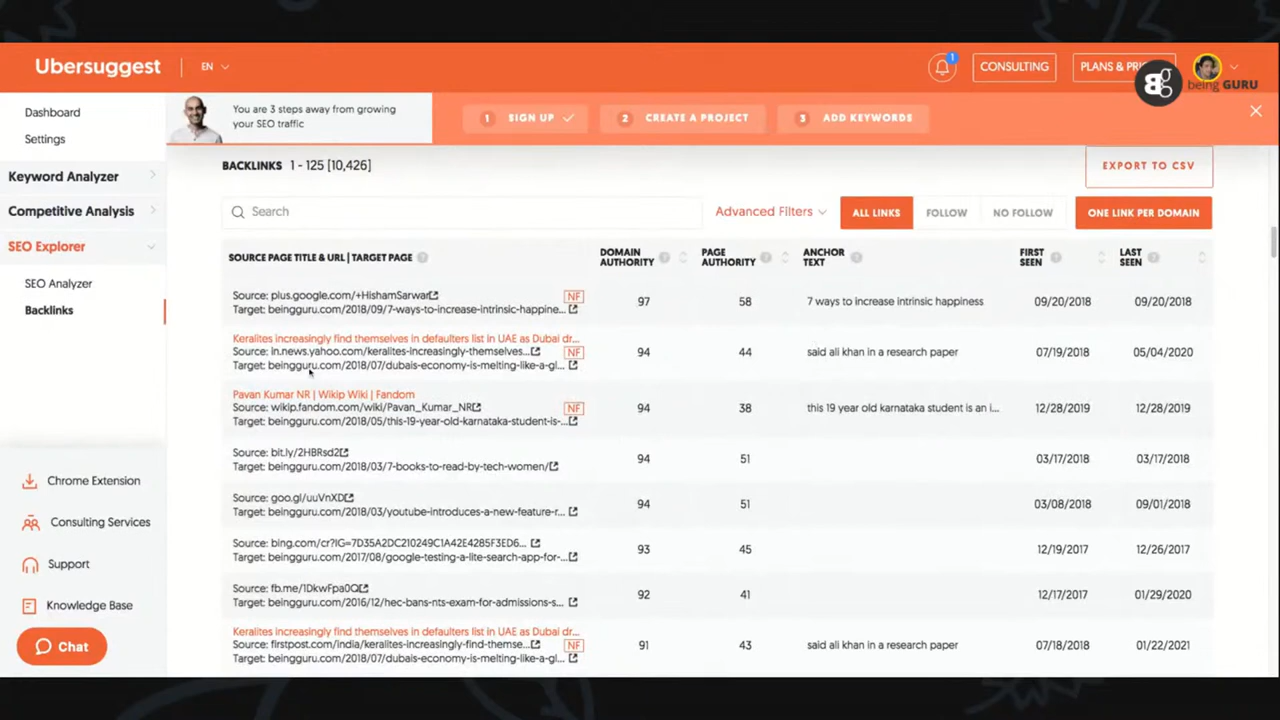 Ubersuggest
EN
1
CONSULTING
PLANS & PRI
being GURU
Dashboard
Settings
Keyword Analyzer
Competitive Analysis
SEO Explorer
SEO Analyzer
Backlinks
Chrome Extension
Consulting Services
Support
Knowledge Base
Chat
You are 3 steps away from growing
your SEO traffic
1 SIGN UP
2 CREATE A PROJECT
3 ADD KEYWORDS
BACKLINKS 1 - 125 [10,426]
EXPORT TO CSV
Search
Advanced Filters
ALL LINKS
FOLLOW
NO FOLLOW
ONE LINK PER DOMAIN
SOURCE PAGE TITLE & URL | TARGET PAGE ?
DOMAIN
AUTHORITY ?
PAGE
AUTHORITY ?
ANCHOR
TEXT ?
FIRST
SEEN ?
LAST
SEEN ?
Source: plus.google.com/+HishamSarwar
Target: beingguru.com/2018/09/7-ways-to-increase-intrinsic-happine...
NF 97 58 7 ways to increase intrinsic happiness 09/20/2018 09/20/2018
Keralites increasingly find themselves in defaulters list in UAE as Dubai dr...
Source: in.news.yahoo.com/keralites-increasingly-themselves...
Target: beingguru.com/2018/07/dubais-economy-is-melting-like-a-gl...
NF 94 44 said ali khan in a research paper 07/19/2018 05/04/2020
Pavan Kumar NR | Wikip Wiki | Fandom
Source: wikip.fandom.com/wiki/Pavan_Kumar_NR
Target: beingguru.com/2018/05/this-19-year-old-karnataka-student-is-...
NF 94 38 this 19 year old karnataka student is an i... 12/28/2019 12/28/2019
Source: bit.ly/2HBRsd2
Target: beingguru.com/2018/03/7-books-to-read-by-tech-women/
94 51 03/17/2018 03/17/2018
Source: goo.gl/uuVnXD
Target: beingguru.com/2018/03/youtube-introduces-a-new-feature-r...
94 51 03/08/2018 09/01/2018
Source: bing.com/cr?IG=7D35A2DC210249C1A42E4285F3ED6...
Target: beingguru.com/2017/08/google-testing-a-lite-search-app-for-...
93 45 12/19/2017 12/26/2017
Source: fb.me/1DkwFpa0Q
Target: beingguru.com/2016/12/hec-bans-nts-exam-for-admissions-s...
92 41 12/17/2017 01/29/2020
Keralites increasingly find themselves in defaulters list in UAE as Dubai dr...
Source: firstpost.com/india/keralites-increasingly-find-themse...
Target: beingguru.com/2018/07/dubais-economy-is-melting-like-a-gl...
NF 91 43 said ali khan in a research paper 07/18/2018 01/22/2021